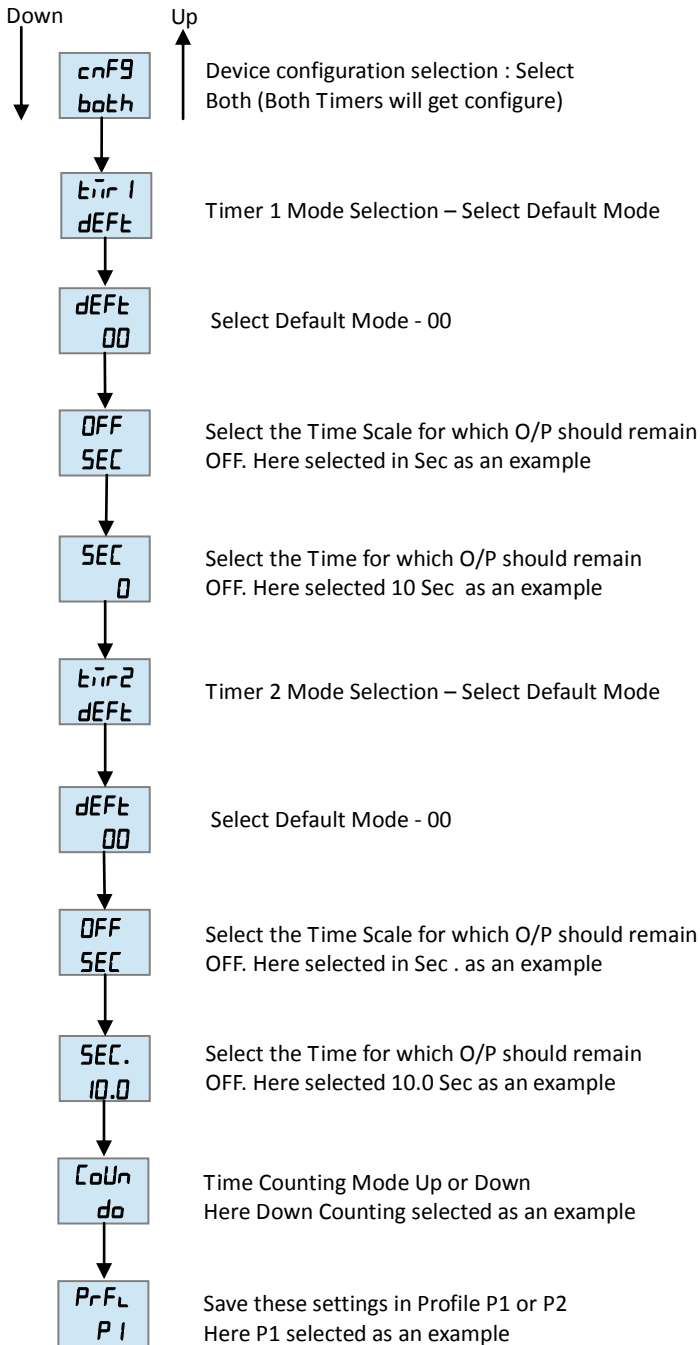 Down Up
cnFg
both
Device configuration selection : Select
Both (Both Timers will get configure)
tmr 1
dEFt
Timer 1 Mode Selection – Select Default Mode
dEFt
00
Select Default Mode - 00
OFF
SEC
Select the Time Scale for which O/P should remain
OFF. Here selected in Sec as an example
SEC
0
Select the Time for which O/P should remain
OFF. Here selected 10 Sec as an example
tmr2
dEFt
Timer 2 Mode Selection – Select Default Mode
dEFt
00
Select Default Mode - 00
OFF
SEC
Select the Time Scale for which O/P should remain
OFF. Here selected in Sec . as an example
SEC.
10.0
Select the Time for which O/P should remain
OFF. Here selected 10.0 Sec as an example
CoUn
do
Time Counting Mode Up or Down
Here Down Counting selected as an example
PrFL
P1
Save these settings in Profile P1 or P2
Here P1 selected as an example